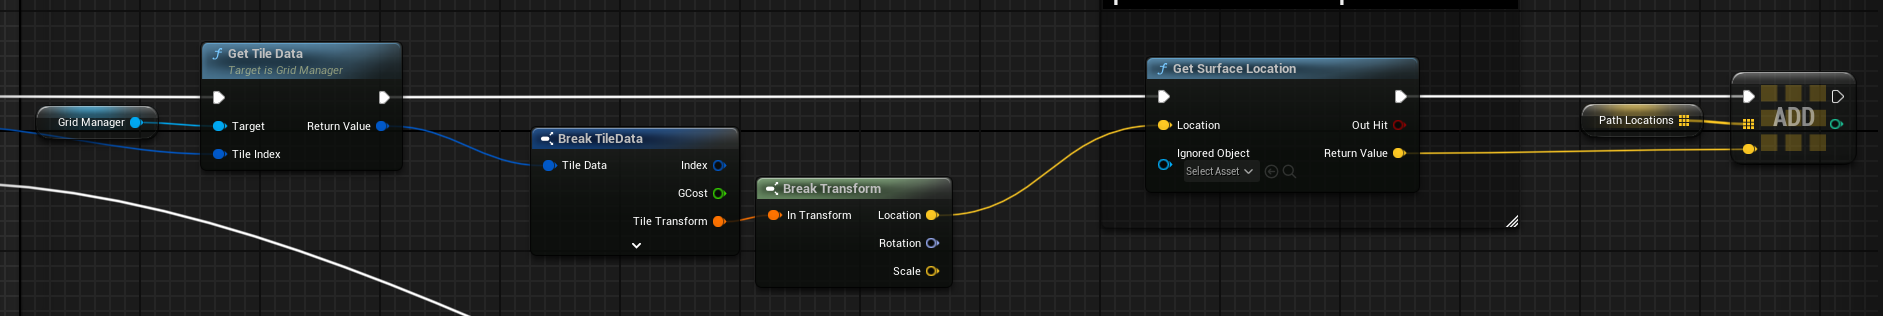 Get Tile Data
Target is Grid Manager
Grid Manager
Target
Return Value
Tile Index
Break TileData
Tile Data
Index
GCost
Tile Transform
Break Transform
In Transform
Location
Rotation
Scale
Get Surface Location
Location
Out Hit
Ignored Object
Return Value
Select Asset
Path Locations
ADD